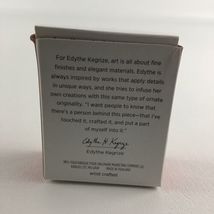 For Edythe Kegrize, art is all about fine
finishes and elegant materials. Edythe is
always inspired by works that apply details
in unique ways, and she tries to infuse her
own creations with this same type of ornate
originality. "I want people to know that
there's a person behind this piece—that I've
touched it, crafted it, and put a part
of myself into it."
Edythe H. Kegrize
Edythe Kegrize